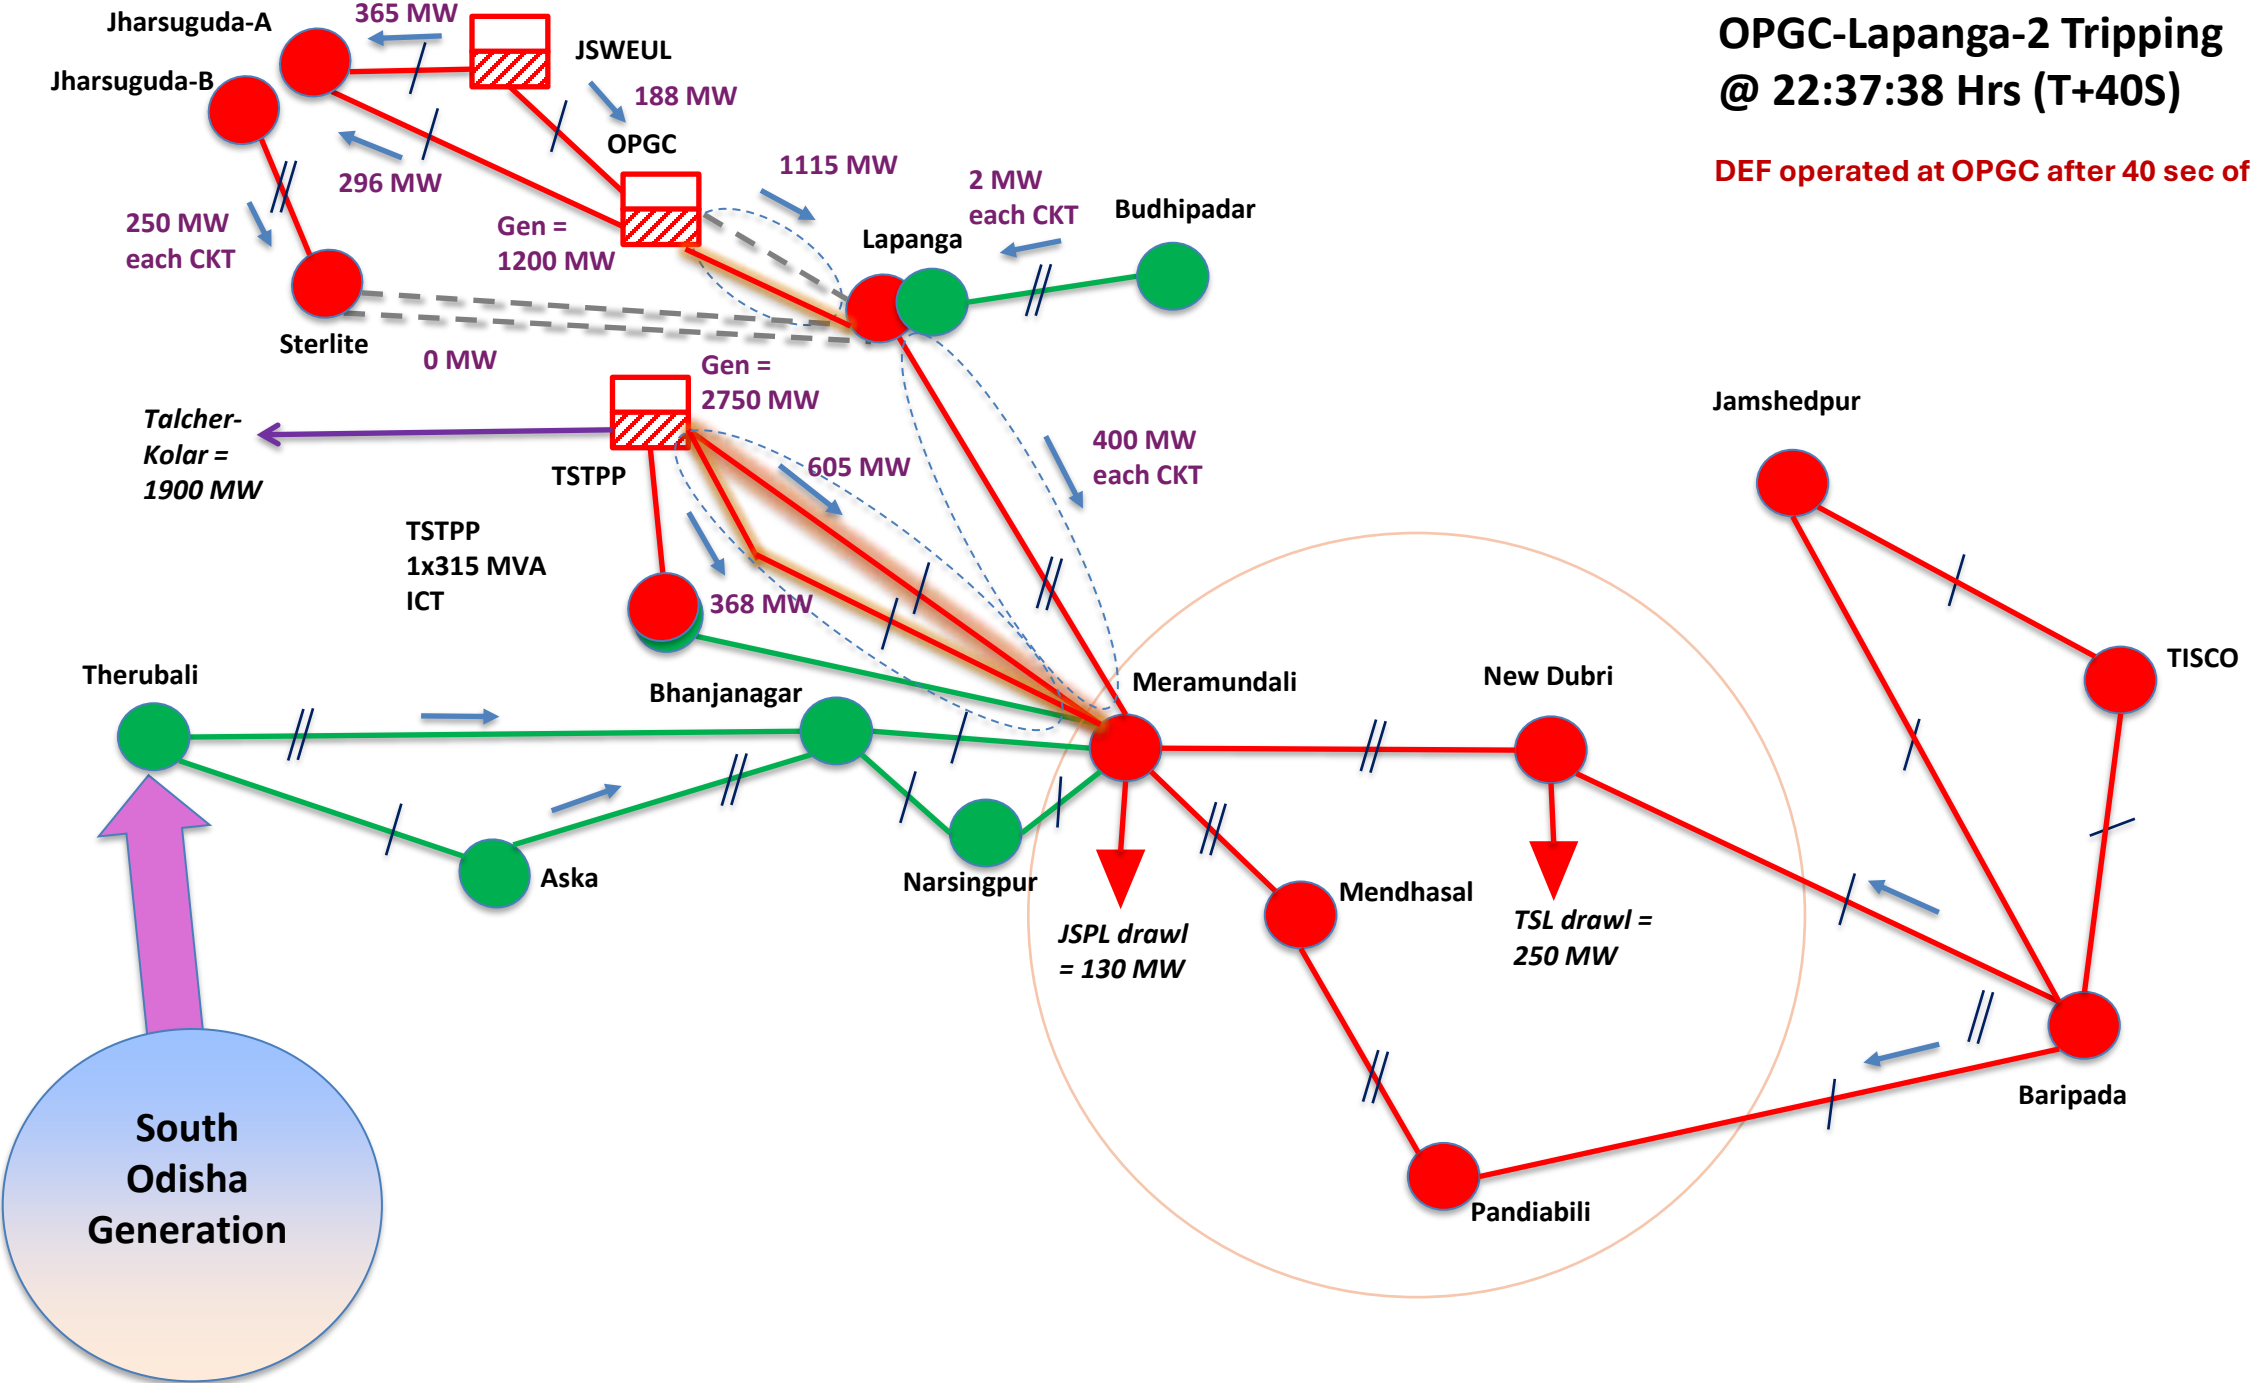 OPGC-Lapanga-2 Tripping
@ 22:37:38 Hrs (T+40S)
DEF operated at OPGC after 40 sec of
Jharsuguda-A
365 MW
JSWEUL
Jharsuguda-B
188 MW
OPGC
296 MW
1115 MW
2 MW
each CKT
Budhipadar
250 MW
each CKT
Gen =
1200 MW
Lapanga
Sterlite
0 MW
Gen =
2750 MW
Talcher-
Kolar =
1900 MW
TSTPP
605 MW
400 MW
each CKT
Jamshedpur
TSTPP
1x315 MVA
ICT
368 MW
TISCO
Therubali
Bhanjanagar
Meramundali
New Dubri
Aska
Narsingpur
Mendhasal
JSPL drawl
= 130 MW
TSL drawl =
250 MW
Baripada
Pandiabili
South
Odisha
Generation